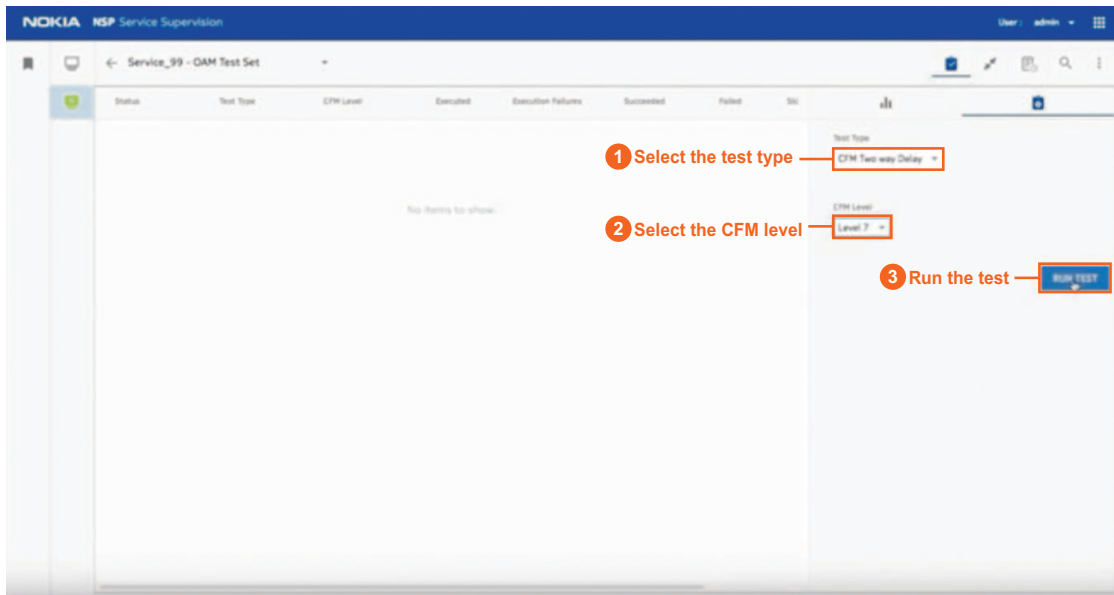 NOKIA NSP Service Supervision
User: admin
Service_99 - OAM Test Set
Status Test Type CFM Level Executed Execution Failures Succeeded Failed
Test Type
1 Select the test type
CFM Two way Delay
No items to show.
CFM Level
2 Select the CFM level
Level 7
3 Run the test
RUN TEST